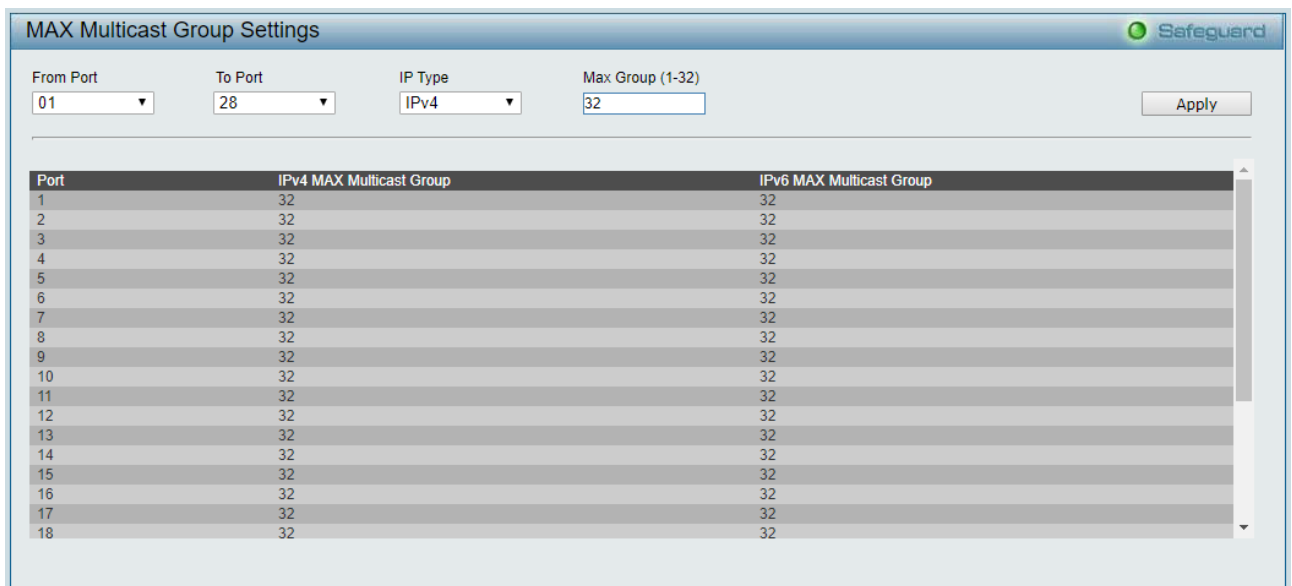 MAX Multicast Group Settings
Safeguard
From Port To Port IP Type Max Group (1-32)
01 28 IPv4 32 Apply
Port IPv4 MAX Multicast Group IPv6 MAX Multicast Group
1 32 32
2 32 32
3 32 32
4 32 32
5 32 32
6 32 32
7 32 32
8 32 32
9 32 32
10 32 32
11 32 32
12 32 32
13 32 32
14 32 32
15 32 32
16 32 32
17 32 32
18 32 32